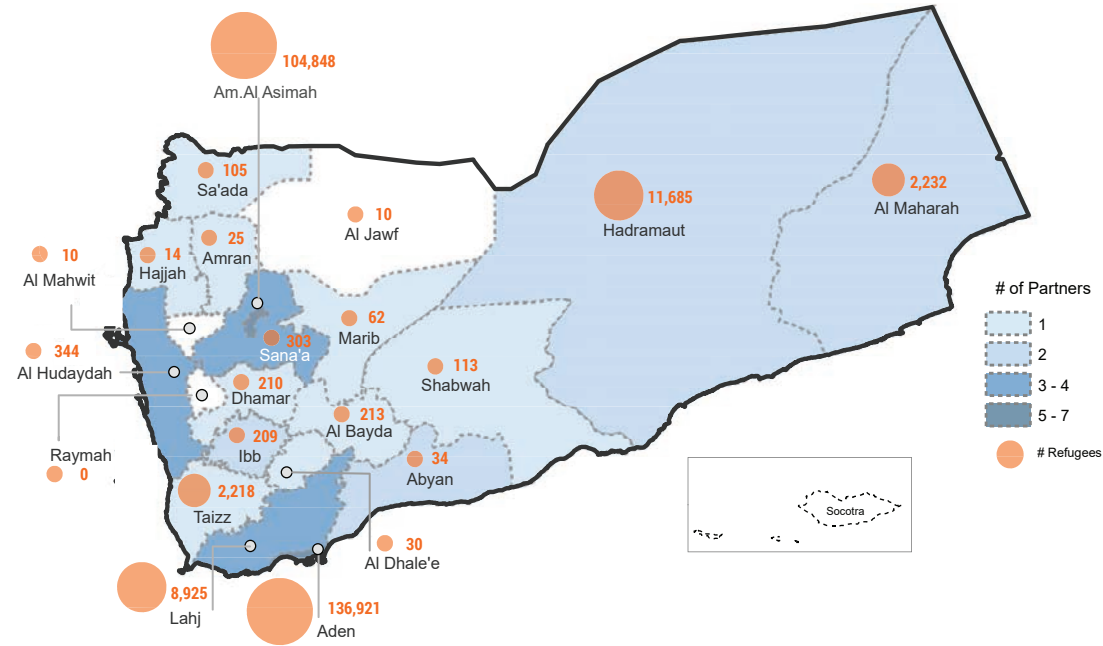 104,848
Am.Al Asimah
105
Sa'ada
10
Al Jawf
11,685
Hadramaut
2,232
Al Maharah
25
Amran
14
Hajjah
10
Al Mahwit
62
Marib
303
Sana'a
344
Al Hudaydah
113
Shabwah
210
Dhamar
213
Al Bayda
209
Ibb
34
Abyan
Raymah
0
2,218
Taizz
30
Al Dhale'e
8,925
Lahj
136,921
Aden
# of Partners
1
2
3 - 4
5 - 7
# Refugees
Socotra